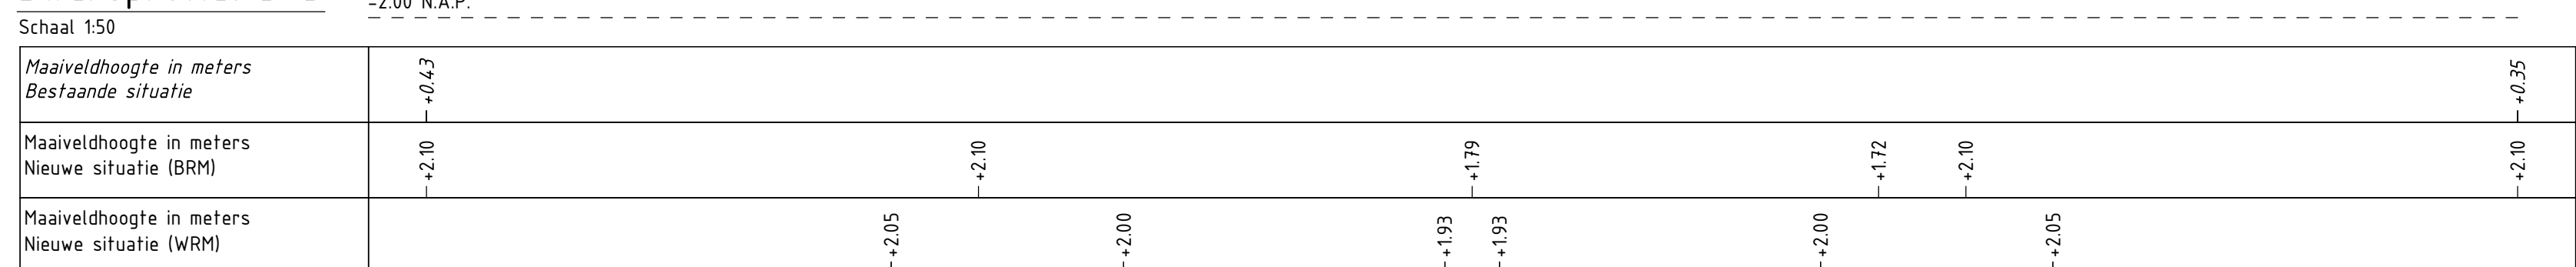 -2.00 N.A.P.
Schaal 1:50
Maaiveldhoogte in meters
Bestaande situatie
+0.43
+0.35
Maaiveldhoogte in meters
Nieuwe situatie (BRM)
+2.10
+2.10
+1.79
+1.72
+2.10
+2.10
Maaiveldhoogte in meters
Nieuwe situatie (WRM)
+2.05
+2.00
+1.93
+1.93
+2.00
+2.05